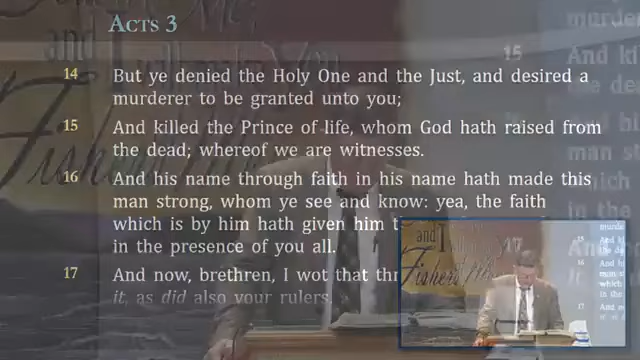 Acts 3
14 But ye denied the Holy One and the Just, and desired a
murderer to be granted unto you;
15 And killed the Prince of life, whom God hath raised from
the dead; whereof we are witnesses.
16 And his name through faith in his name hath made this
man strong, whom ye see and know: yea, the faith
which is by him hath given him
in the presence of you all.
17 And now, brethren, I wot that
it, as did also your rulers.
and I
Fishers